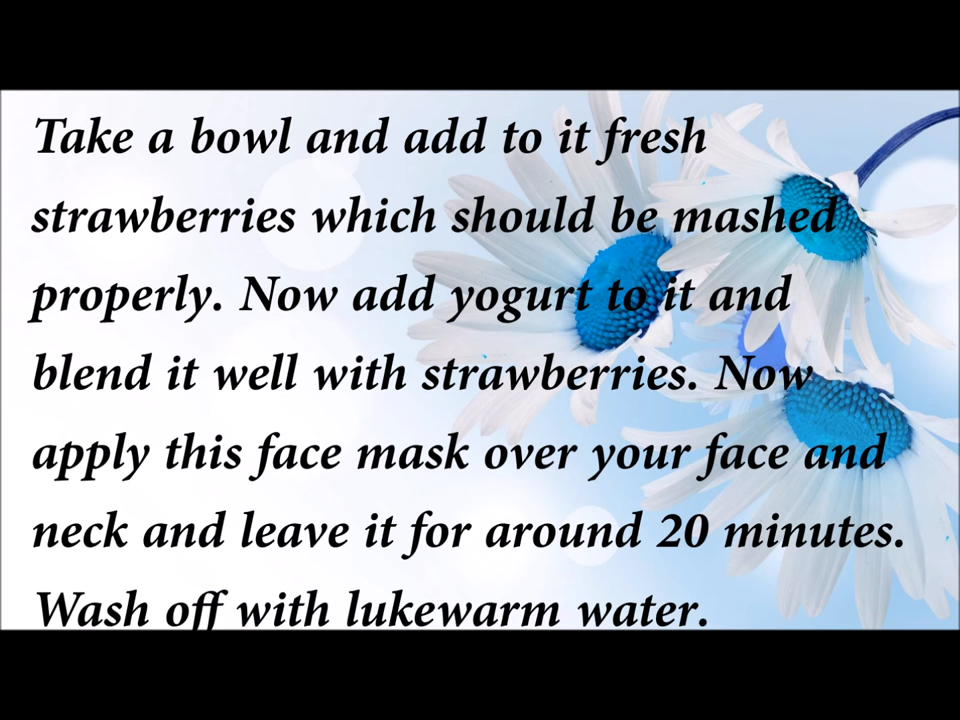 Take a bowl and add to it fresh
strawberries which should be mashed
properly. Now add yogurt to it and
blend it well with strawberries. Now
apply this face mask over your face and
neck and leave it for around 20 minutes.
Wash off with lukewarm water.